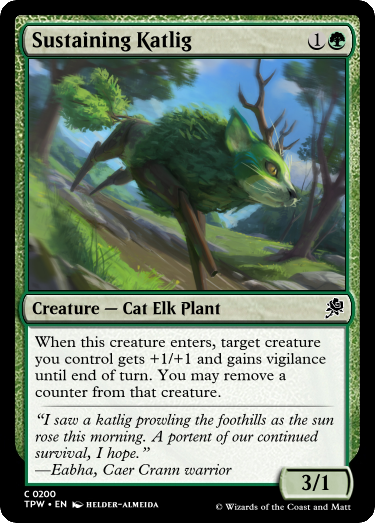 Sustaining Katlig 1
Creature — Cat Elk Plant
When this creature enters, target creature
you control gets +1/+1 and gains vigilance
until end of turn. You may remove a
counter from that creature.
“I saw a katlig prowling the foothills as the sun
rose this morning. A portent of our continued
survival, I hope.”
—Eabha, Caer Crann warrior
3/1
C 0200
TPW • EN HELDER-ALMEIDA
© Wizards of the Coast and Matt